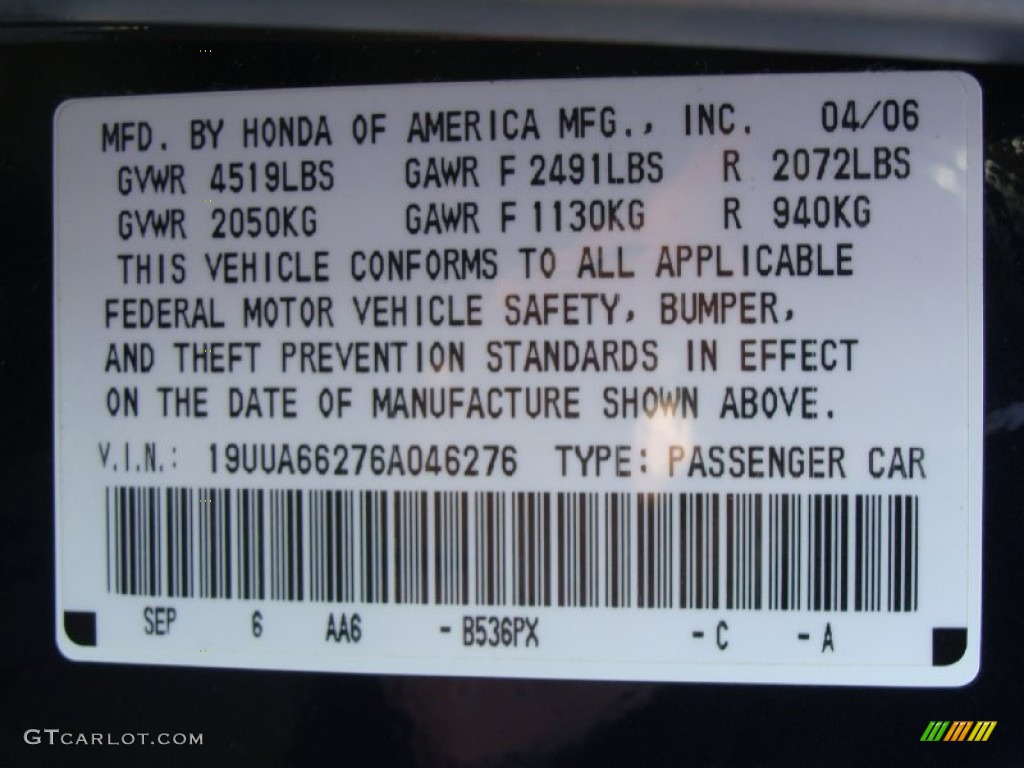 MFD. BY HONDA OF AMERICA MFG., INC. 04/06
GVWR 4519LBS GAWR F 2491LBS R 2072LBS
GVWR 2050KG GAWR F 1130KG R 940KG
THIS VEHICLE CONFORMS TO ALL APPLICABLE
FEDERAL MOTOR VEHICLE SAFETY, BUMPER,
AND THEFT PREVENTION STANDARDS IN EFFECT
ON THE DATE OF MANUFACTURE SHOWN ABOVE.
V.I.N.: 19UUA66276A046276 TYPE: PASSENGER CAR
SEP 6 AA6 - B536PX - C - A
GTCARLOT.COM